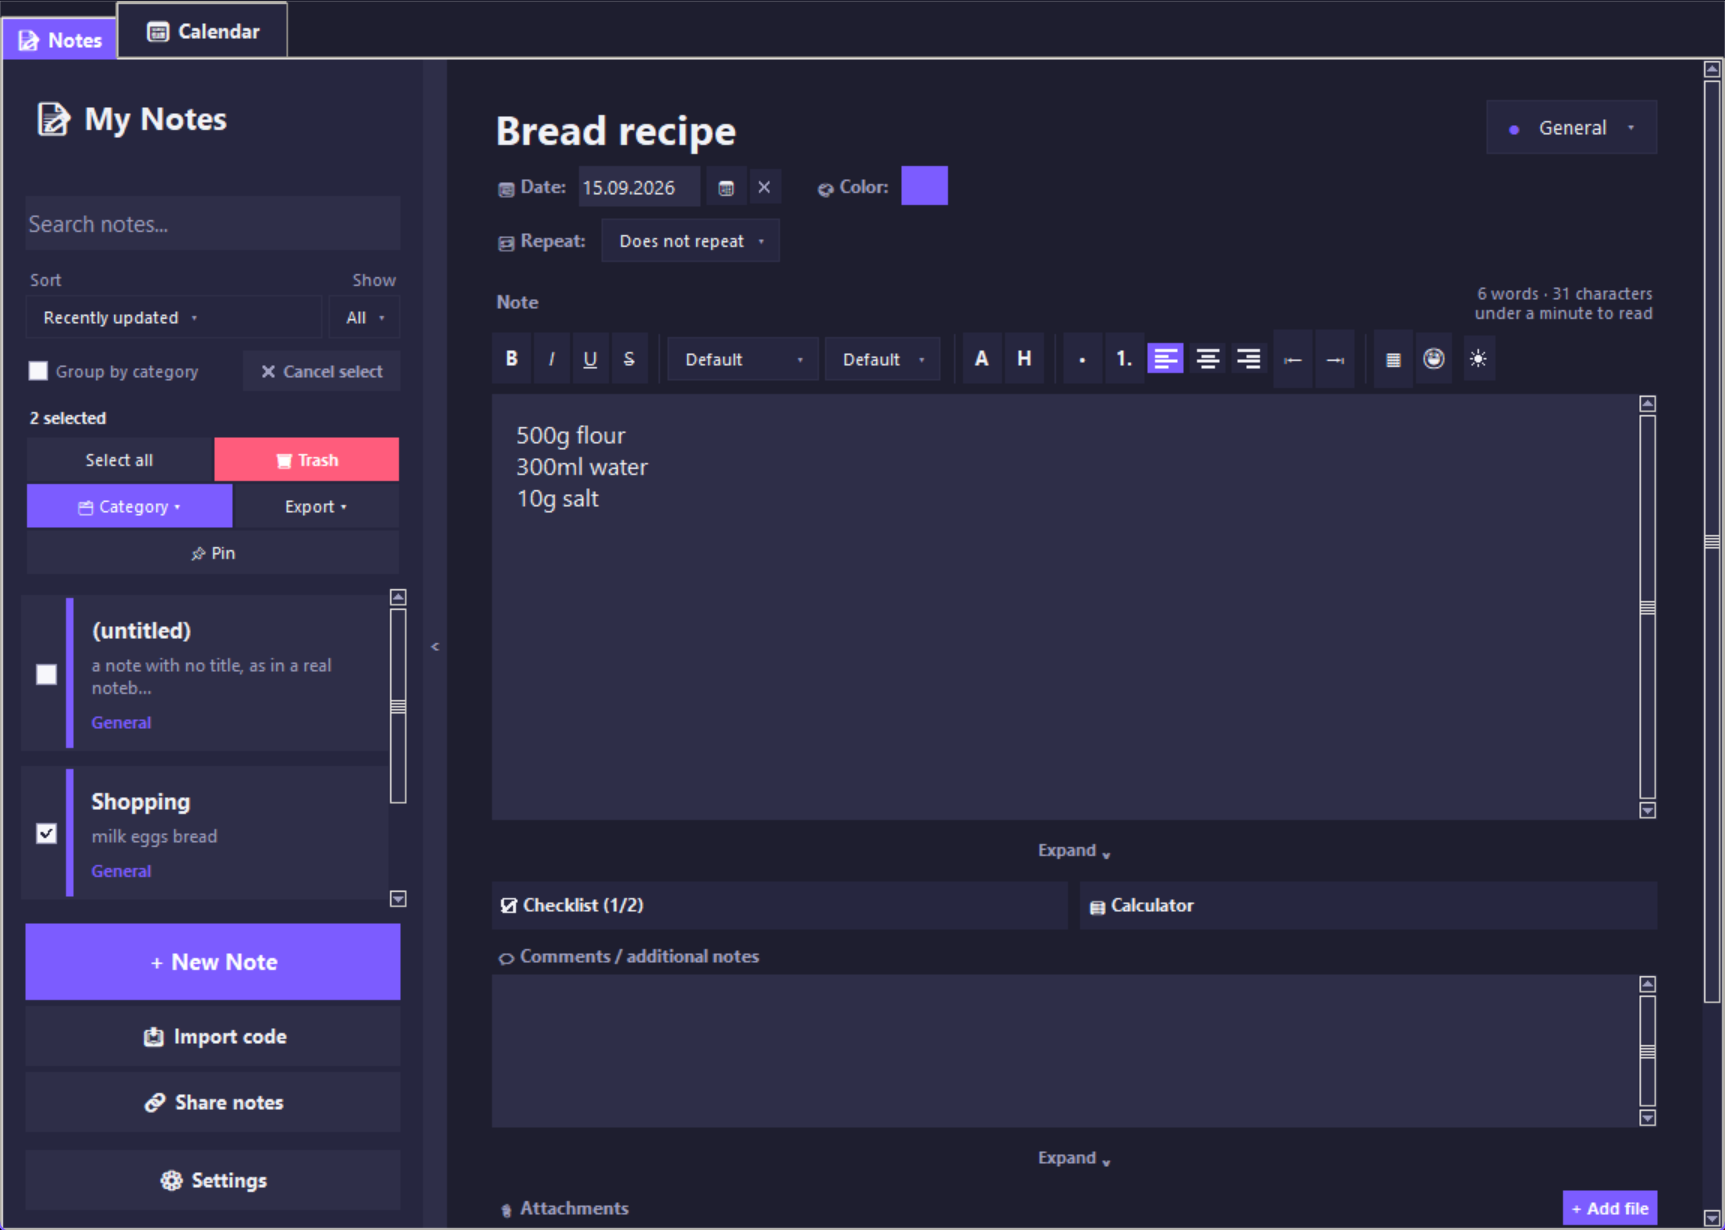 Notes
Calendar
My Notes
Search notes...
Sort
Show
Recently updated
All
Group by category
Cancel select
2 selected
Select all
Trash
Category
Export
Pin
(untitled)
a note with no title, as in a real
noteb...
General
Shopping
milk eggs bread
General
+ New Note
Import code
Share notes
Settings
Bread recipe
General
Date:
15.09.2026
Color:
Repeat:
Does not repeat
Note
6 words · 31 characters
under a minute to read
B
I
U
S
Default
Default
A
H
1.
500g flour
300ml water
10g salt
Expand
Checklist (1/2)
Calculator
Comments / additional notes
Expand
Attachments
+ Add file